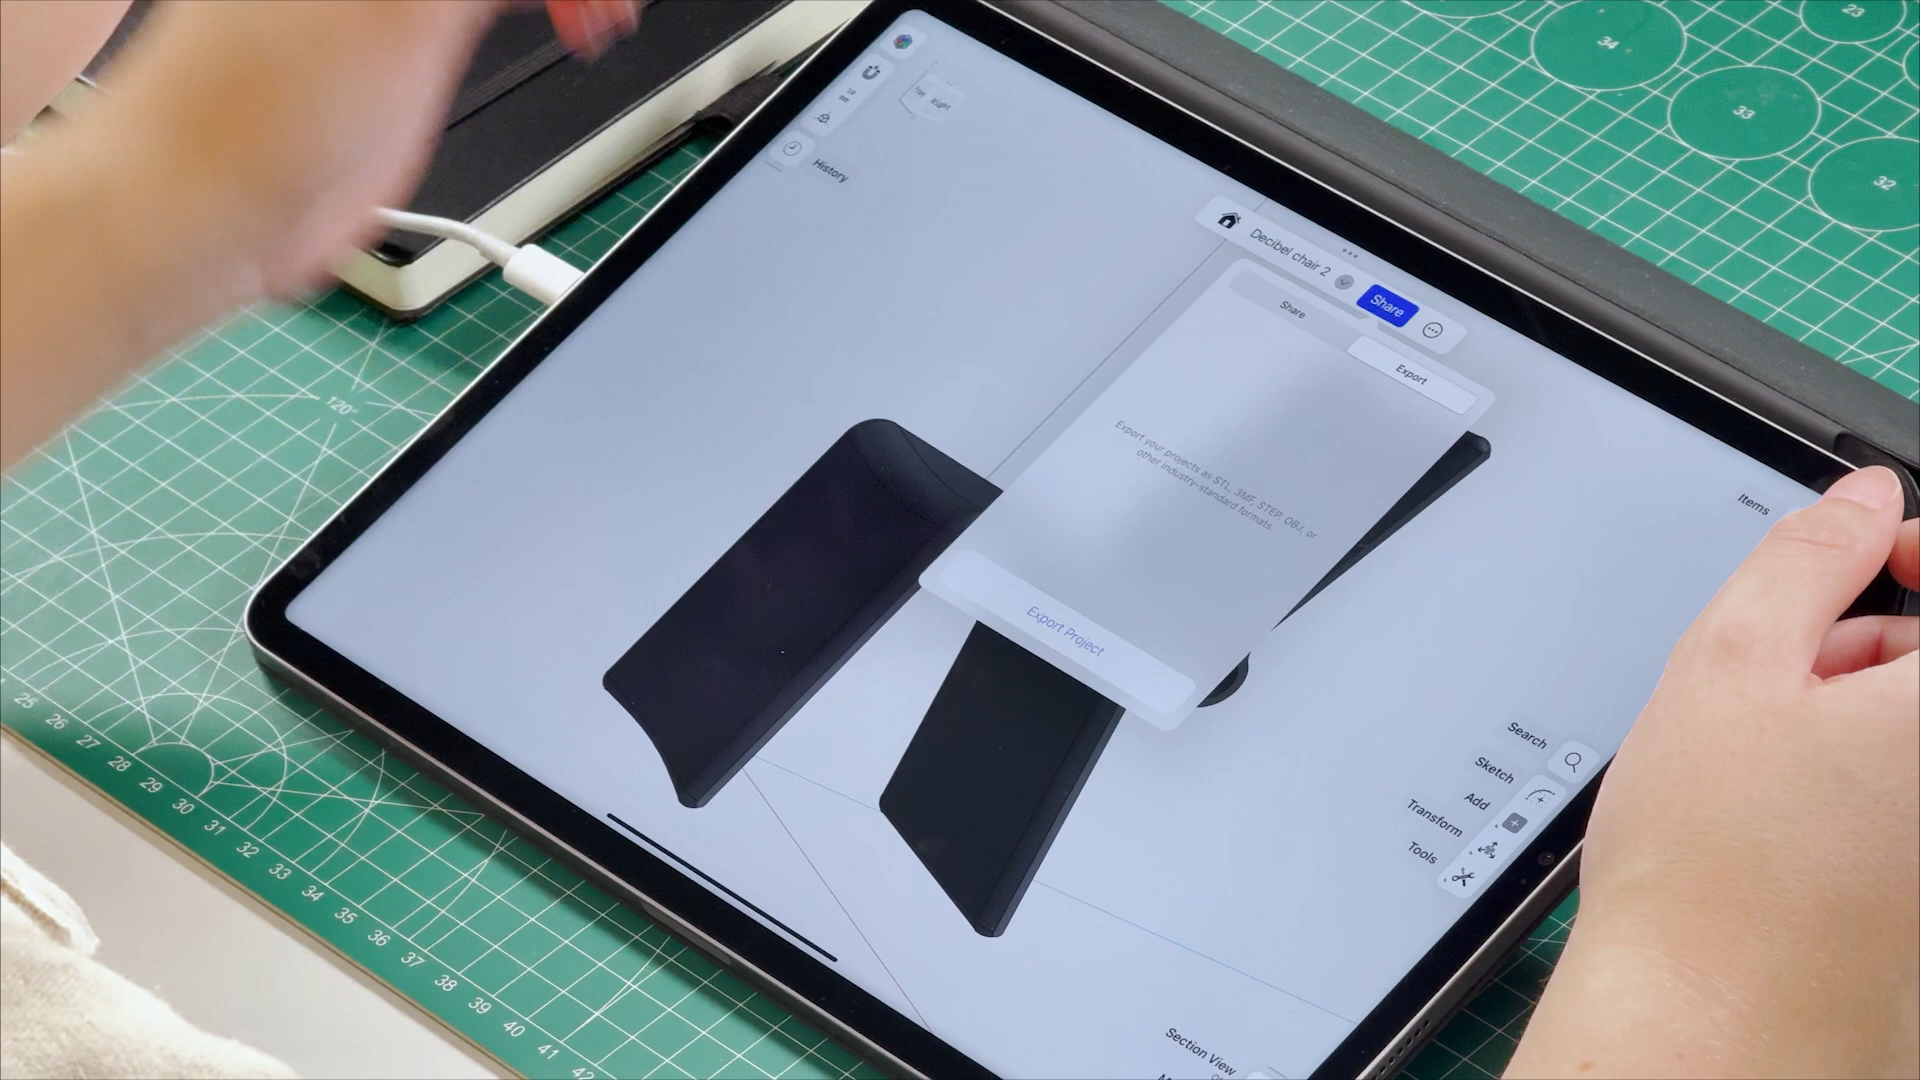 23
34
33
32
Right
History
Decibel chair 2
Share
Share
Export
Export your projects as STL, 3MF, STEP, OBJ, or
other industry-standard formats.
Export Project
Items
Search
Sketch
Add
Transform
Tools
Section View
120°
25
26
27
28
29
30
31
32
33
34
35
36
37
38
39
40
41
42